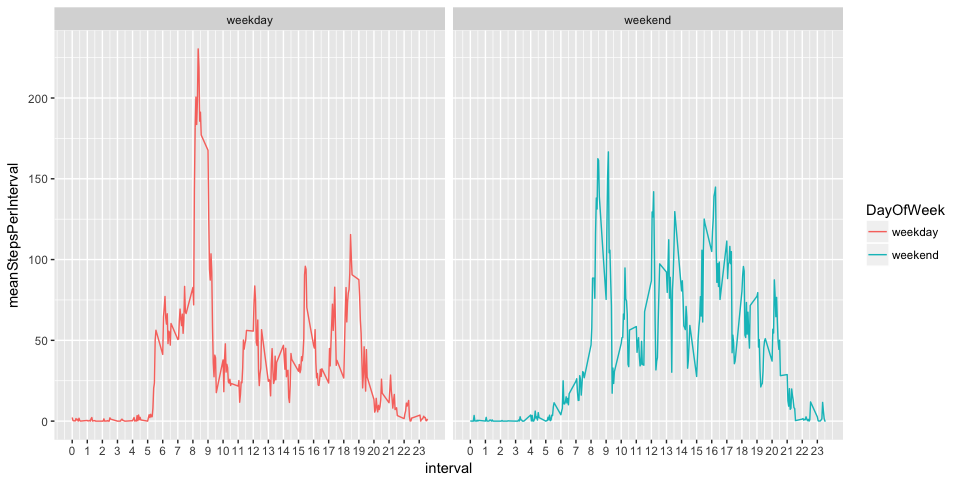 weekday weekend
200
150
100
50
0
meanStepsPerInterval
0 1 2 3 4 5 6 7 8 9 10 11 12 13 14 15 16 17 18 19 20 21 22 23 0 1 2 3 4 5 6 7 8 9 10 11 12 13 14 15 16 17 18 19 20 21 22 23
interval
DayOfWeek
weekday
weekend